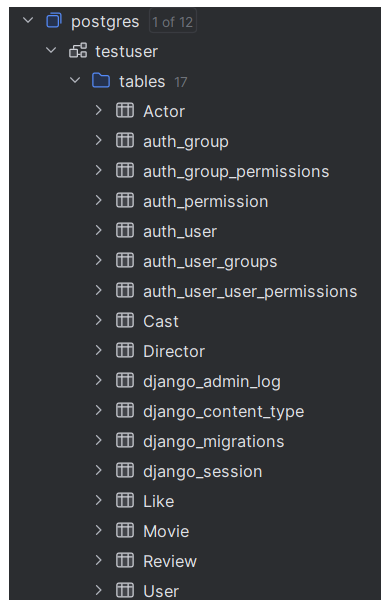 postgres 1 of 12
testuser
tables 17
Actor
auth_group
auth_group_permissions
auth_permission
auth_user
auth_user_groups
auth_user_user_permissions
Cast
Director
django_admin_log
django_content_type
django_migrations
django_session
Like
Movie
Review
User